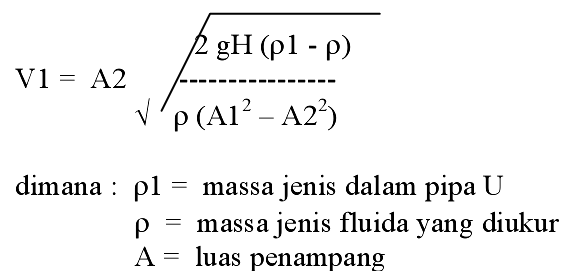 2 gH (ρ1 - ρ)
V1 = A2 √ ----------------
ρ (A1² – A2²)
dimana : ρ1 = massa jenis dalam pipa U
ρ = massa jenis fluida yang diukur
A = luas penampang